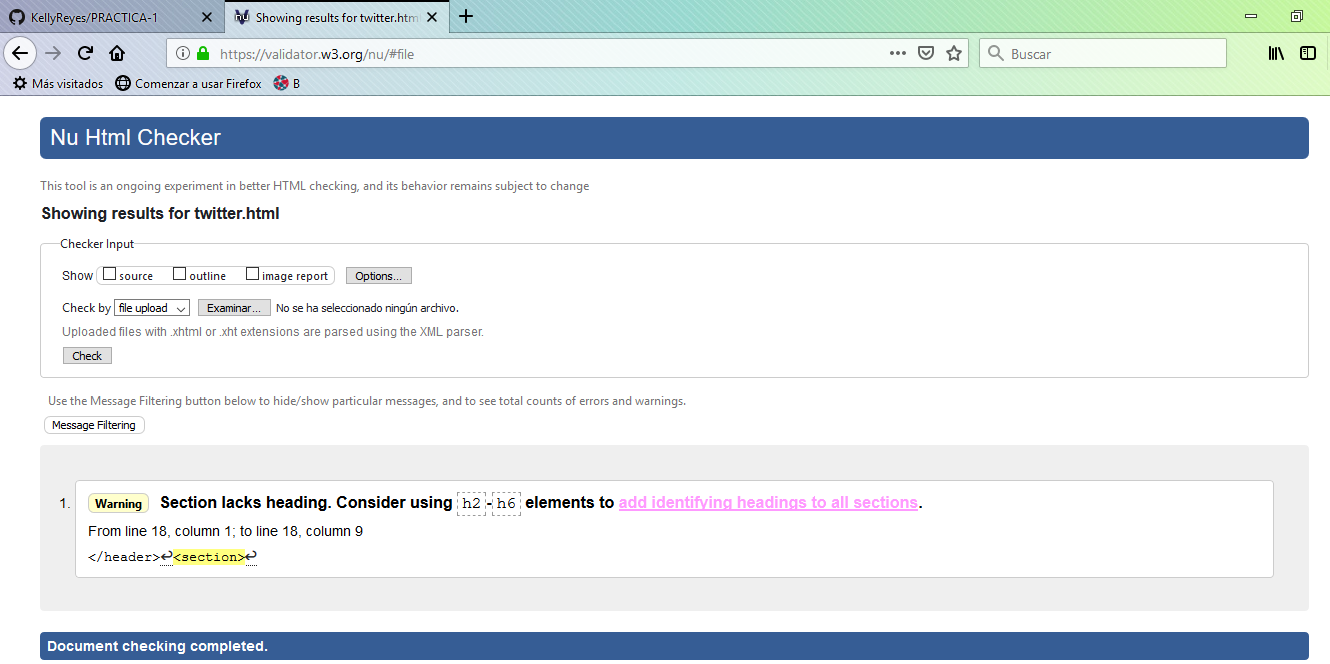 KellyReyes/PRACTICA-1
Showing results for twitter.htm
https://validator.w3.org/nu/#file
Buscar
Más visitados Comenzar a usar Firefox B
Nu Html Checker
This tool is an ongoing experiment in better HTML checking, and its behavior remains subject to change
Showing results for twitter.html
Checker Input
Show source outline image report Options...
Check by file upload Examinar... No se ha seleccionado ningún archivo.
Uploaded files with .xhtml or .xht extensions are parsed using the XML parser.
Check
Use the Message Filtering button below to hide/show particular messages, and to see total counts of errors and warnings.
Message Filtering
1. Warning Section lacks heading. Consider using h2-h6 elements to add identifying headings to all sections.
From line 18, column 1; to line 18, column 9
</header>↩<section>↩
Document checking completed.